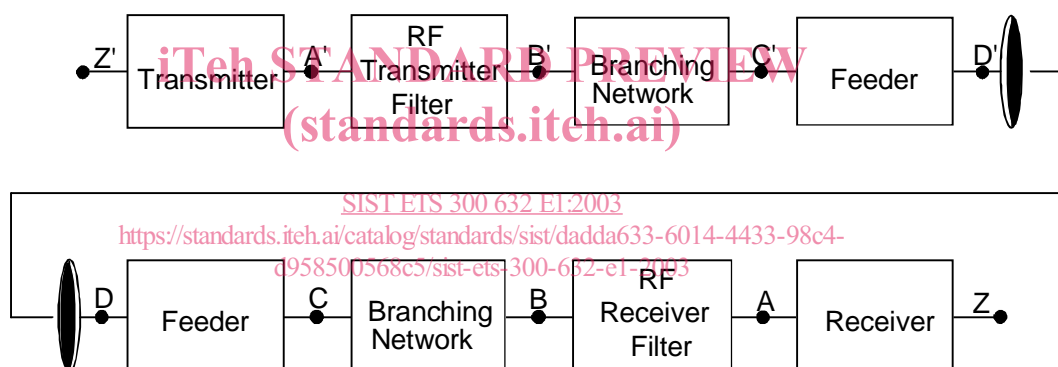 Z'
Transmitter
A'
RF
Transmitter
Filter
B'
Branching
Network
C'
Feeder
D'
iTeh STANDARD PREVIEW
(standards.iteh.ai)
SIST ETS 300 632 E1:2003
https://standards.iteh.ai/catalog/standards/sist/dadda633-6014-4433-98c4-
d958500568c5/sist-ets-300-632-e1-2003
D
Feeder
C
Branching
Network
B
RF
Receiver
Filter
A
Receiver
Z